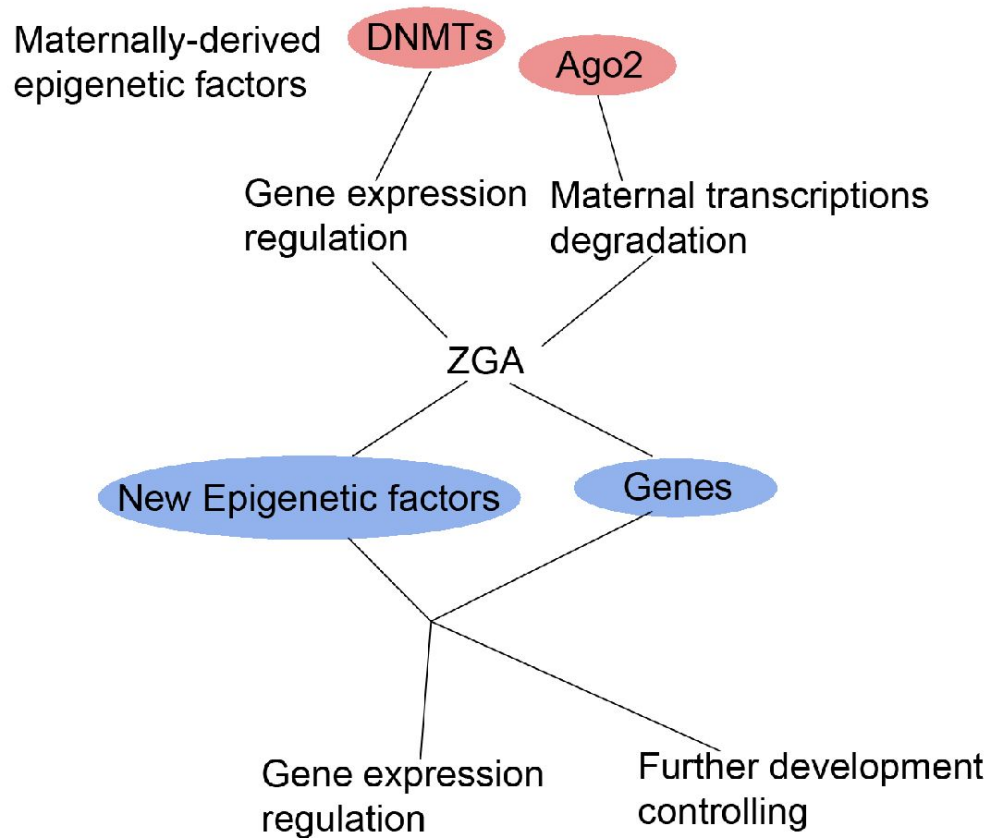 Maternally-derived
epigenetic factors
DNMTs
Ago2
Gene expression
regulation
Maternal transcriptions
degradation
ZGA
New Epigenetic factors
Genes
Gene expression
regulation
Further development
controlling